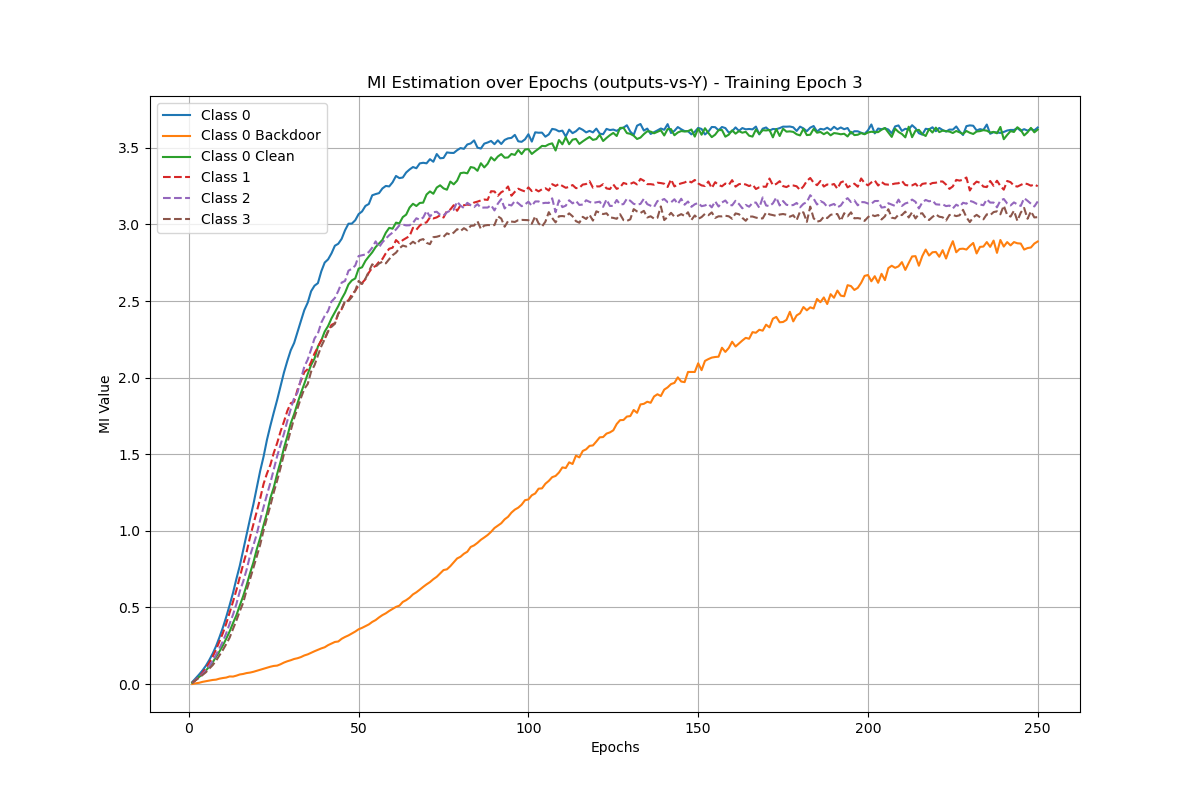 MI Estimation over Epochs (outputs-vs-Y) - Training Epoch 3
Class 0
Class 0 Backdoor
Class 0 Clean
Class 1
Class 2
Class 3
MI Value
3.5
3.0
2.5
2.0
1.5
1.0
0.5
0.0
0 50 100 150 200 250
Epochs